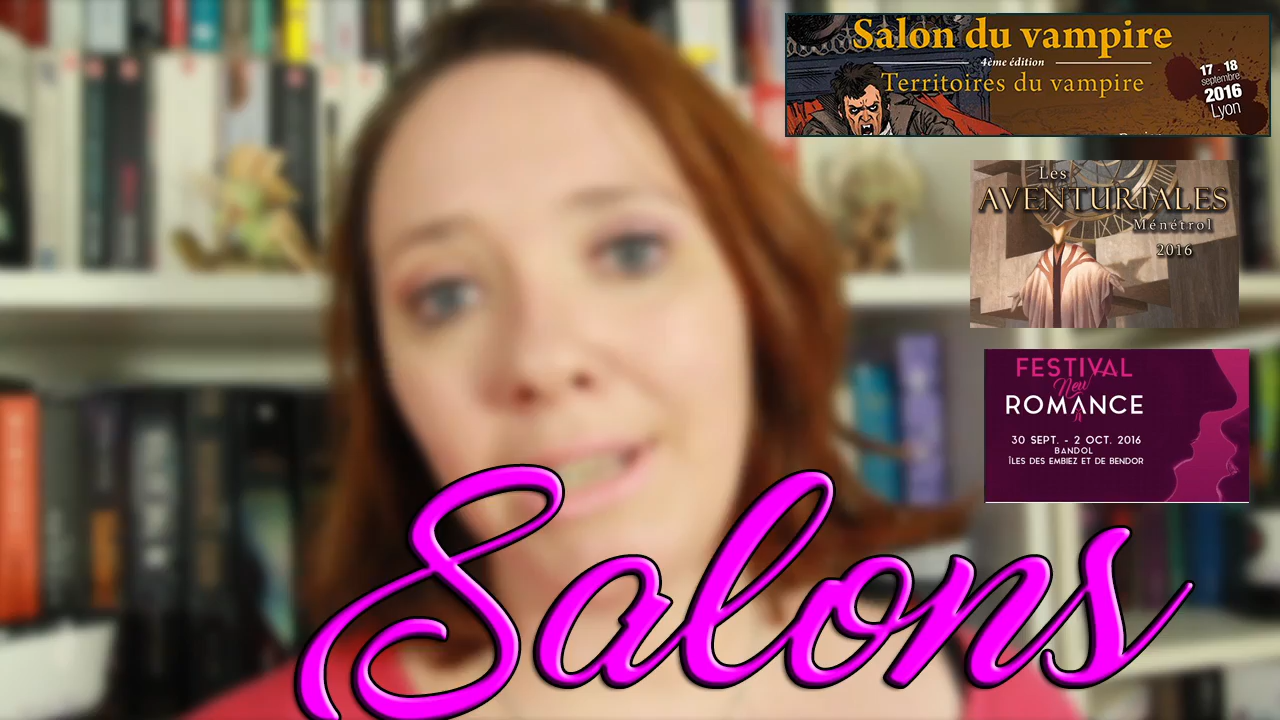 Salon du vampire
4ème édition
Territoires du vampire
17 18
septembre
2016
Lyon
Les
AVENTURIALES
Ménétrol
2016
FESTIVAL
New
ROMANCE
30 SEPT. - 2 OCT. 2016
BANDOL
ÎLES DES EMBIEZ ET DE BENDOR
Salons